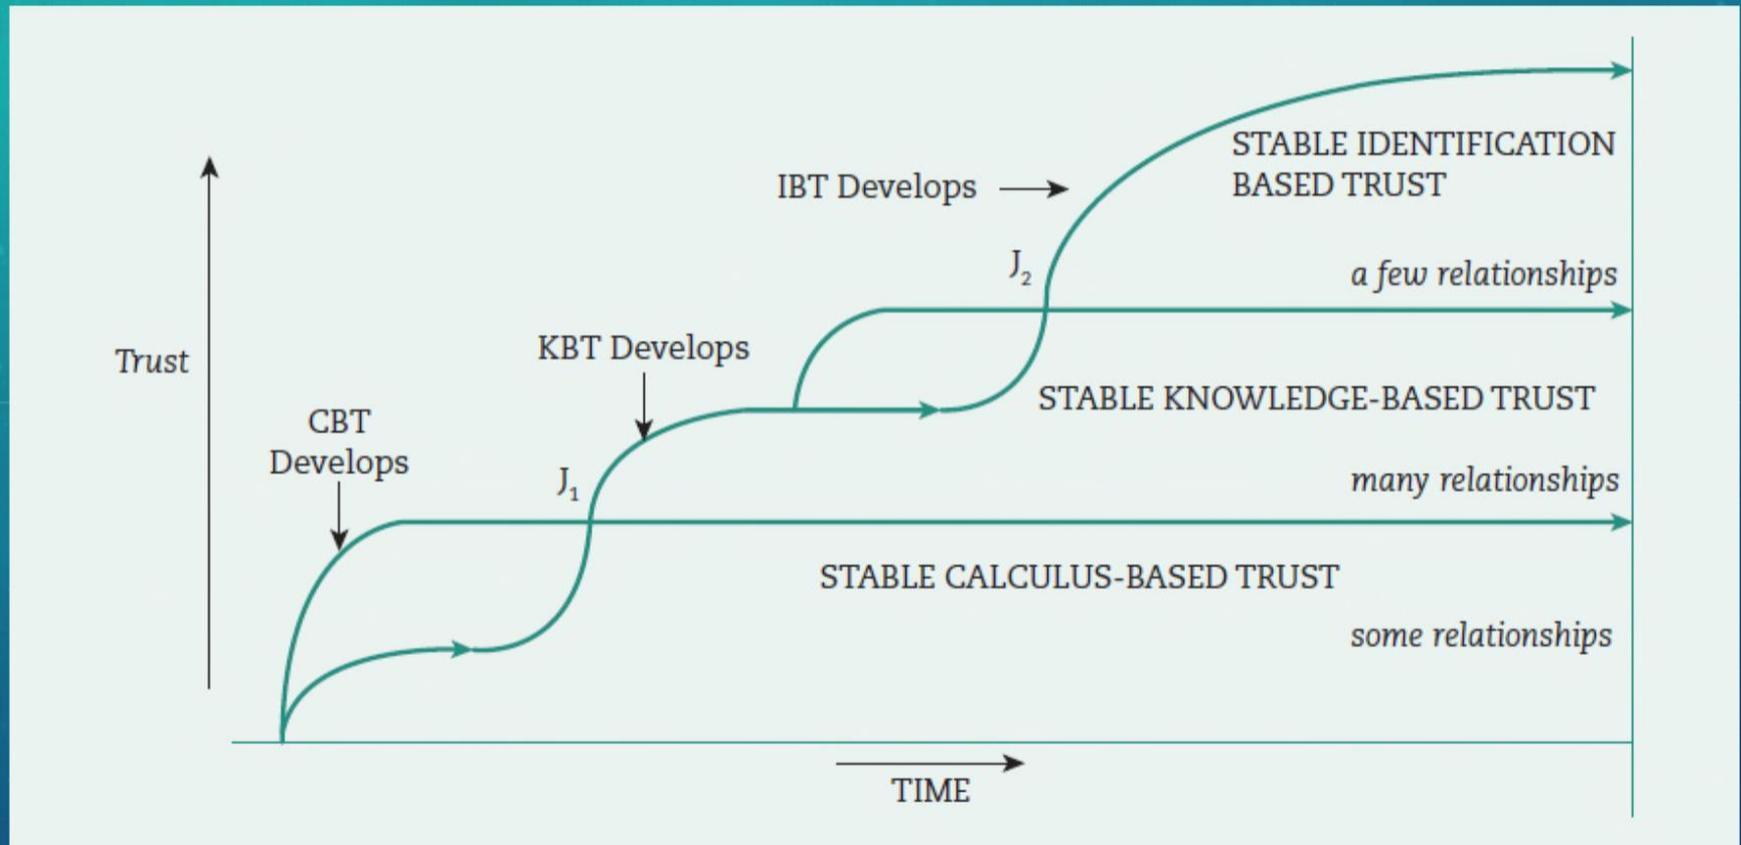 STABLE IDENTIFICATION
BASED TRUST
IBT Develops
J2
a few relationships
KBT Develops
Trust
STABLE KNOWLEDGE-BASED TRUST
CBT
Develops
J1
many relationships
STABLE CALCULUS-BASED TRUST
some relationships
TIME